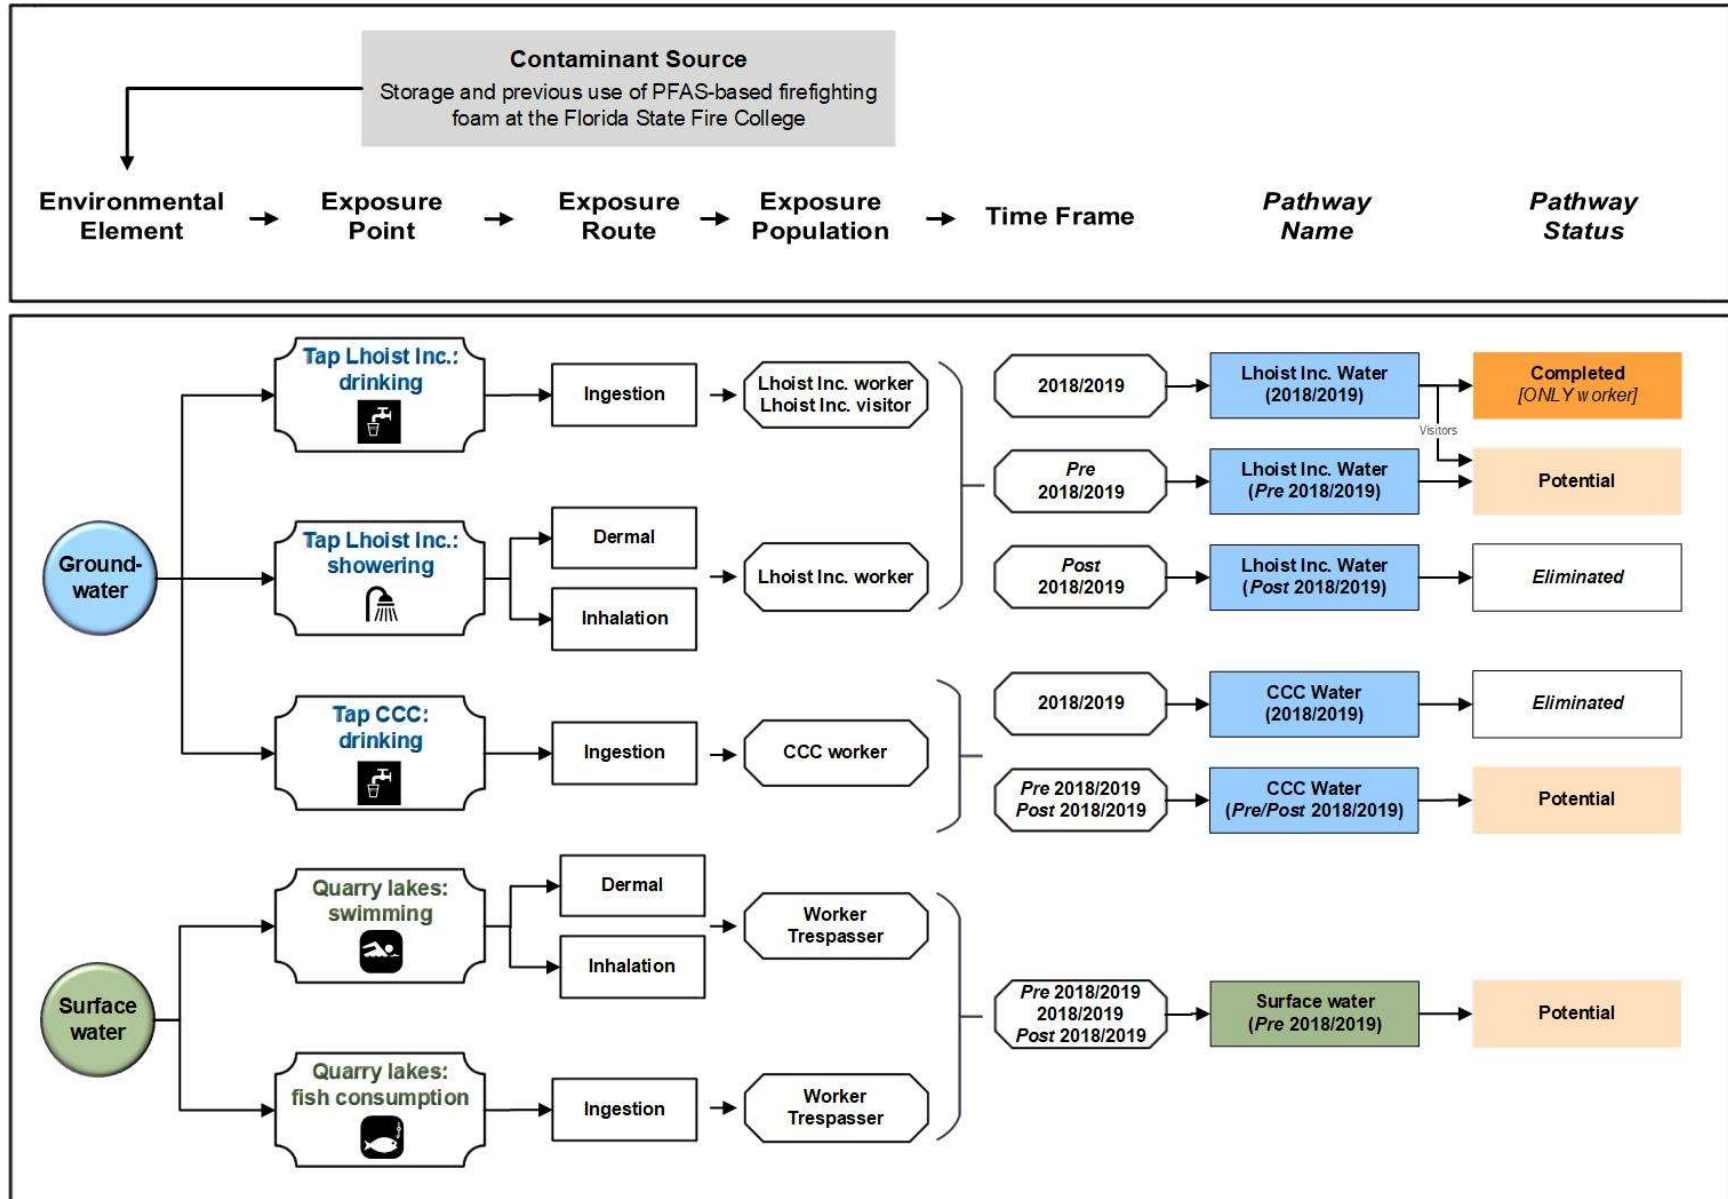 Contaminant Source
Storage and previous use of PFAS-based firefighting
foam at the Florida State Fire College
Environmental
Element
Exposure
Point
Exposure
Route
Exposure
Population
Time Frame
Pathway
Name
Pathway
Status
Ground-
water
Tap Lhoist Inc.:
drinking
Ingestion
Lhoist Inc. worker
Lhoist Inc. visitor
Tap Lhoist Inc.:
showering
Dermal
Inhalation
Lhoist Inc. worker
2018/2019
Lhoist Inc. Water
(2018/2019)
Completed
[ONLY worker]
Visitors
Pre
2018/2019
Lhoist Inc. Water
(Pre 2018/2019)
Potential
Post
2018/2019
Lhoist Inc. Water
(Post 2018/2019)
Eliminated
Tap CCC:
drinking
Ingestion
CCC worker
2018/2019
CCC Water
(2018/2019)
Eliminated
Pre 2018/2019
Post 2018/2019
CCC Water
(Pre/Post 2018/2019)
Potential
Surface
water
Quarry lakes:
swimming
Dermal
Inhalation
Worker
Trespasser
Quarry lakes:
fish consumption
Ingestion
Worker
Trespasser
Pre 2018/2019
2018/2019
Post 2018/2019
Surface water
(Pre 2018/2019)
Potential